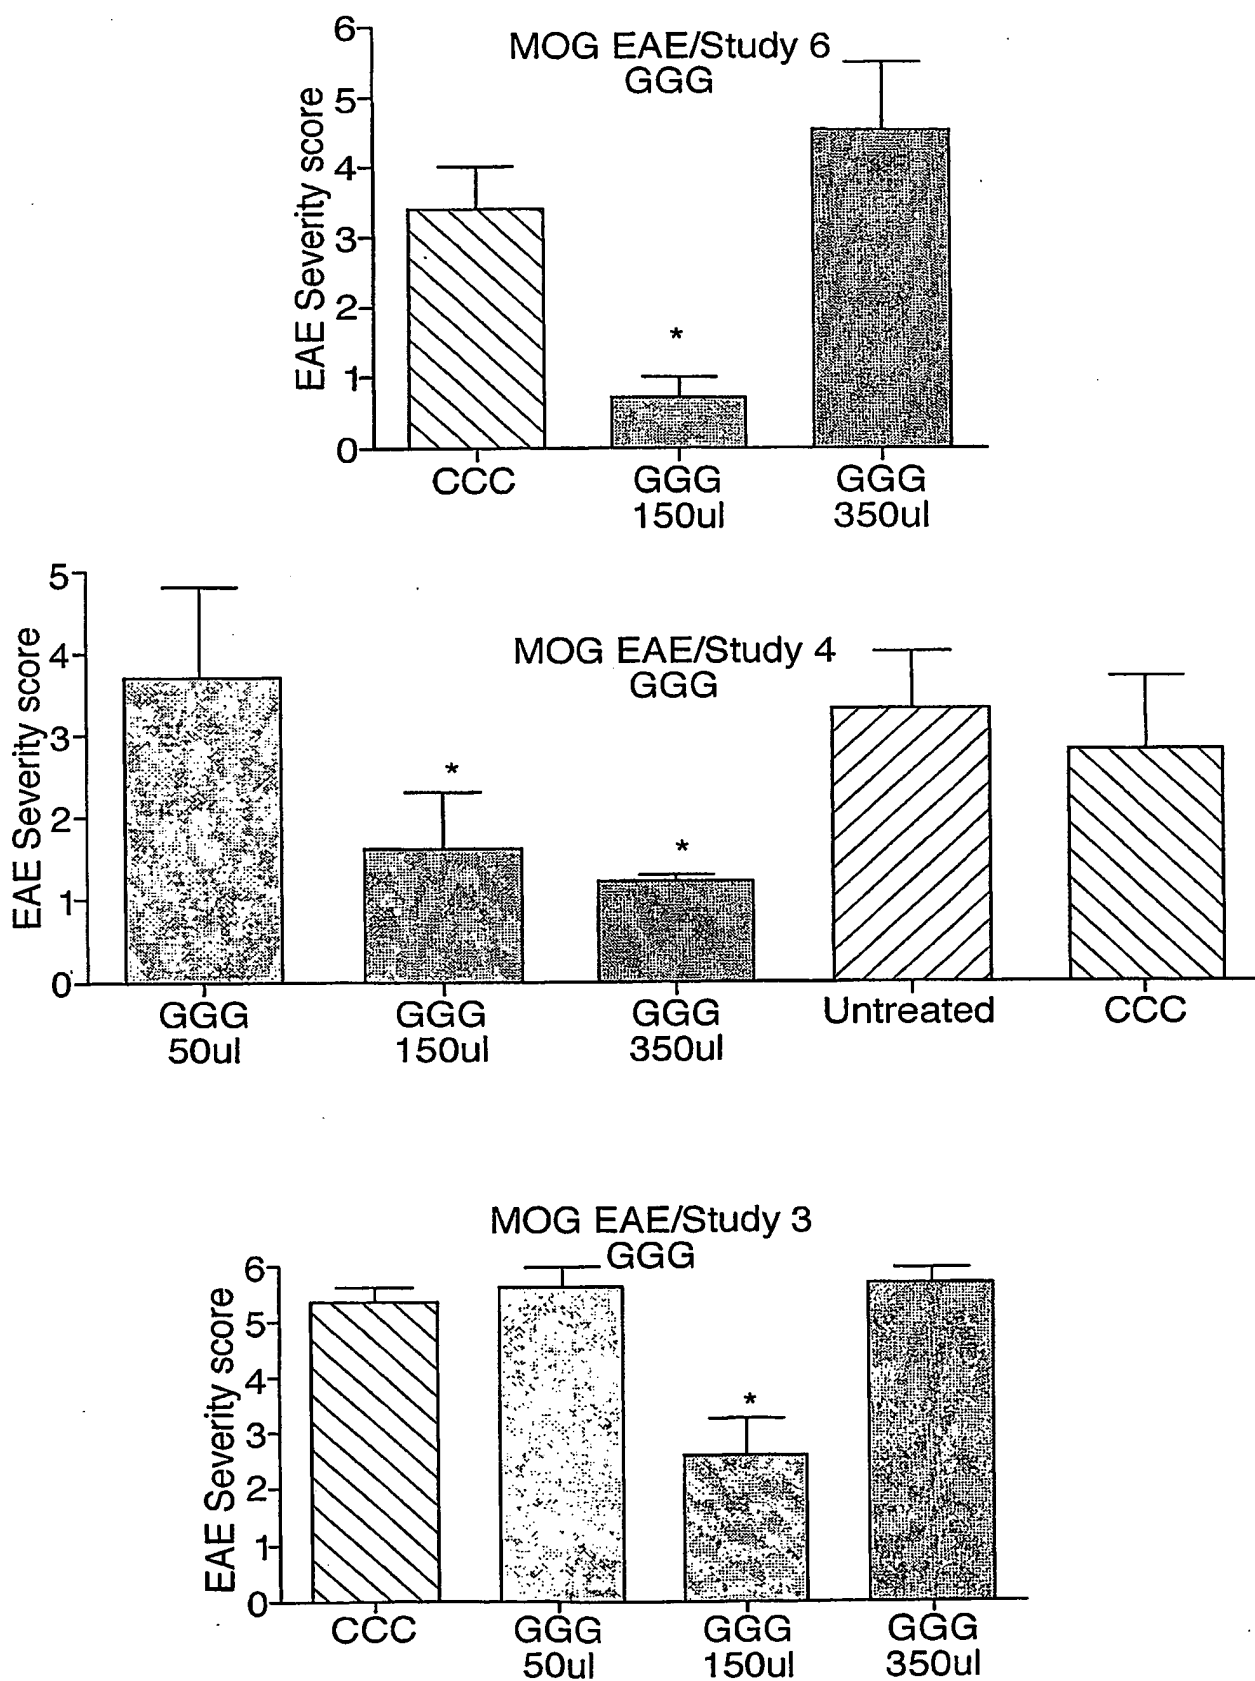 MOG EAE/Study 6
GGG
EAE Severity score
6
5
4
3
2
1
0
*
CCC
GGG
150ul
GGG
350ul
MOG EAE/Study 4
GGG
EAE Severity score
5
4
3
2
1
0
*
*
GGG
50ul
GGG
150ul
GGG
350ul
Untreated
CCC
MOG EAE/Study 3
GGG
EAE Severity score
6
5
4
3
2
1
0
*
CCC
GGG
50ul
GGG
150ul
GGG
350ul